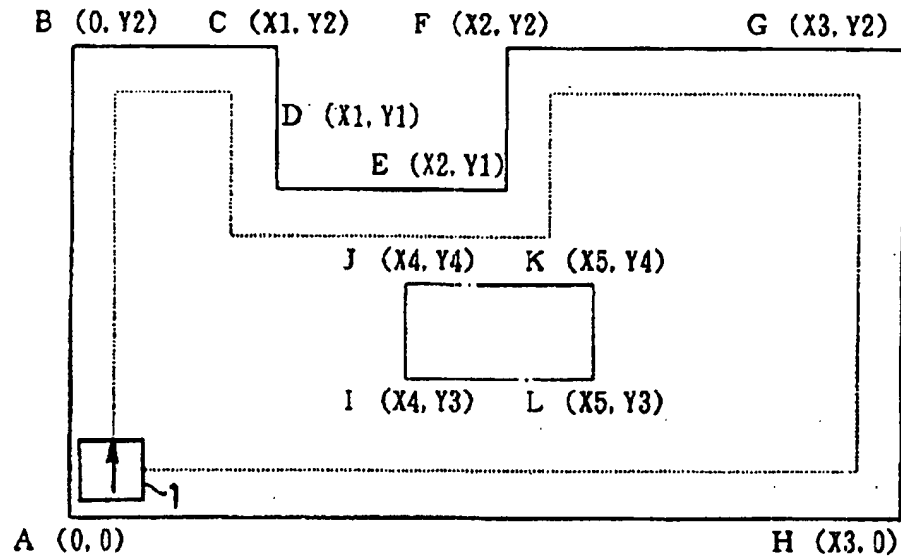 B (0, Y2) C (X1, Y2) F (X2, Y2) G (X3, Y2)
D (X1, Y1)
E (X2, Y1)
J (X4, Y4) K (X5, Y4)
I (X4, Y3) L (X5, Y3)
1
A (0, 0) H (X3, 0)